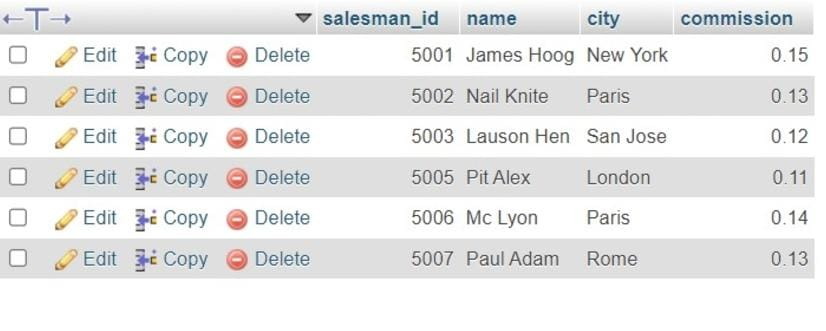 salesman_id name city commission
Edit Copy Delete 5001 James Hoog New York 0.15
Edit Copy Delete 5002 Nail Knite Paris 0.13
Edit Copy Delete 5003 Lauson Hen San Jose 0.12
Edit Copy Delete 5005 Pit Alex London 0.11
Edit Copy Delete 5006 Mc Lyon Paris 0.14
Edit Copy Delete 5007 Paul Adam Rome 0.13